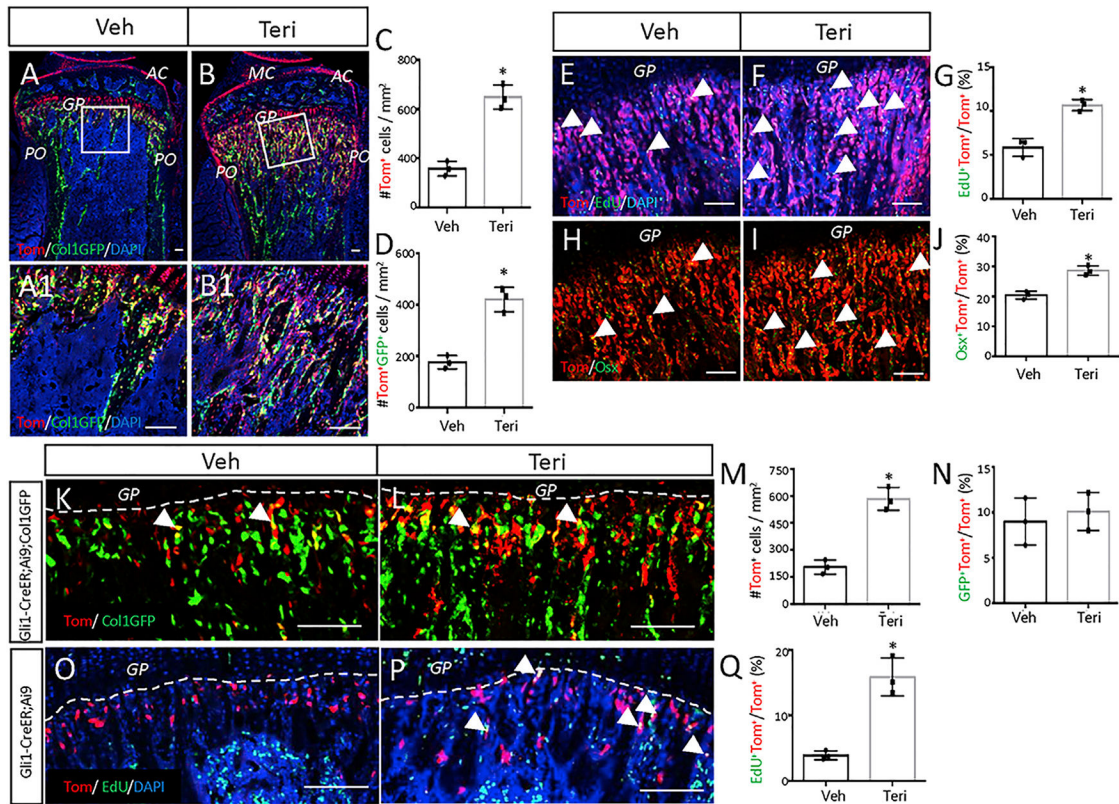 Veh
Teri
A
AC
GP
PO
PO
Tom/Col1GFP/DAPI
B
MC
AC
GP
PO
PO
A1
Tom/Col1GFP/DAPI
B1
C
#Tom⁺ cells / mm²
800
600
400
200
0
Veh
Teri
*
D
#Tom⁺GFP⁺ cells / mm²
600
400
200
0
Veh
Teri
*
Veh
Teri
E
GP
Tom/EdU/DAPI
F
GP
G
EdU⁺Tom⁺/Tom⁺ (%)
15
10
5
0
Veh
Teri
*
H
GP
Tom/Osx
I
GP
J
Osx⁺Tom⁺/Tom⁺ (%)
40
30
20
10
0
Veh
Teri
*
Veh
Teri
Gli1-CreER;Ai9;Col1GFP
K
GP
Tom/ Col1GFP
L
GP
M
#Tom⁺ cells / mm²
750
600
450
300
150
0
Veh
Teri
*
N
GFP⁺Tom⁺/Tom⁺ (%)
15
10
5
0
Veh
Teri
Gli1-CreER;Ai9
O
GP
Tom/ EdU/DAPI
P
GP
Q
EdU⁺Tom⁺/Tom⁺ (%)
20
10
0
Veh
Teri
*